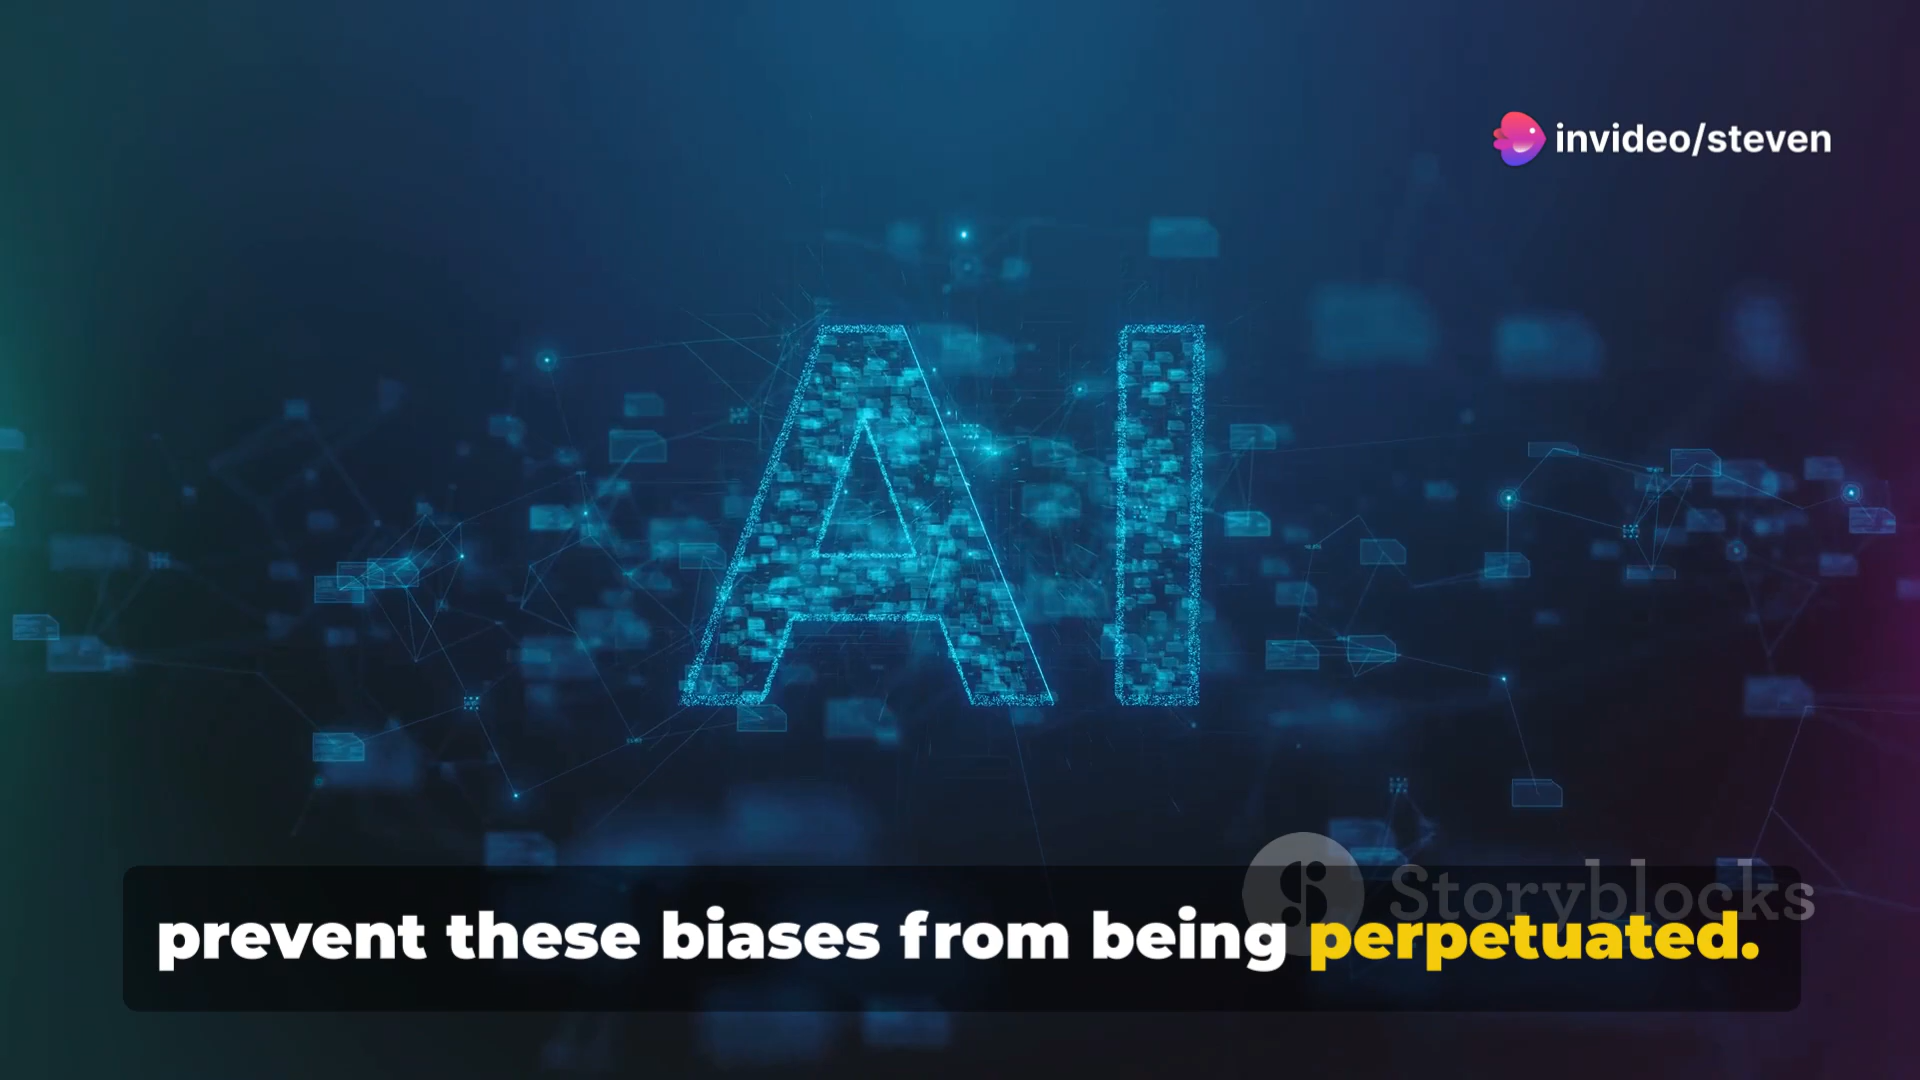 invideo/steven
AI
Storyblocks
prevent these biases from being perpetuated.